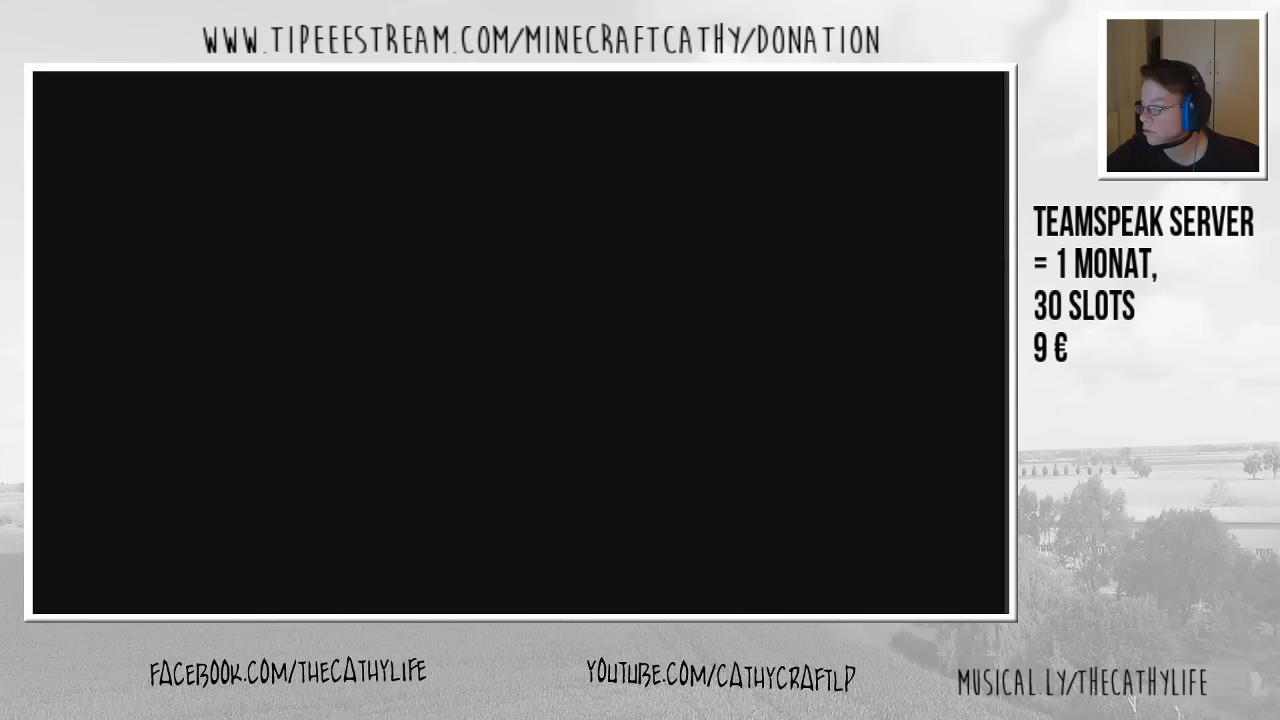 WWW.TIPEEESTREAM.COM/MINECRAFTCATHY/DONATION
TEAMSPEAK SERVER
= 1 MONAT,
30 SLOTS
9 €
FACEBOOK.COM/THECATHYLIFE
YOUTUBE.COM/CATHYCRAFTLP
MUSICAL.LY/THECATHYLIFE